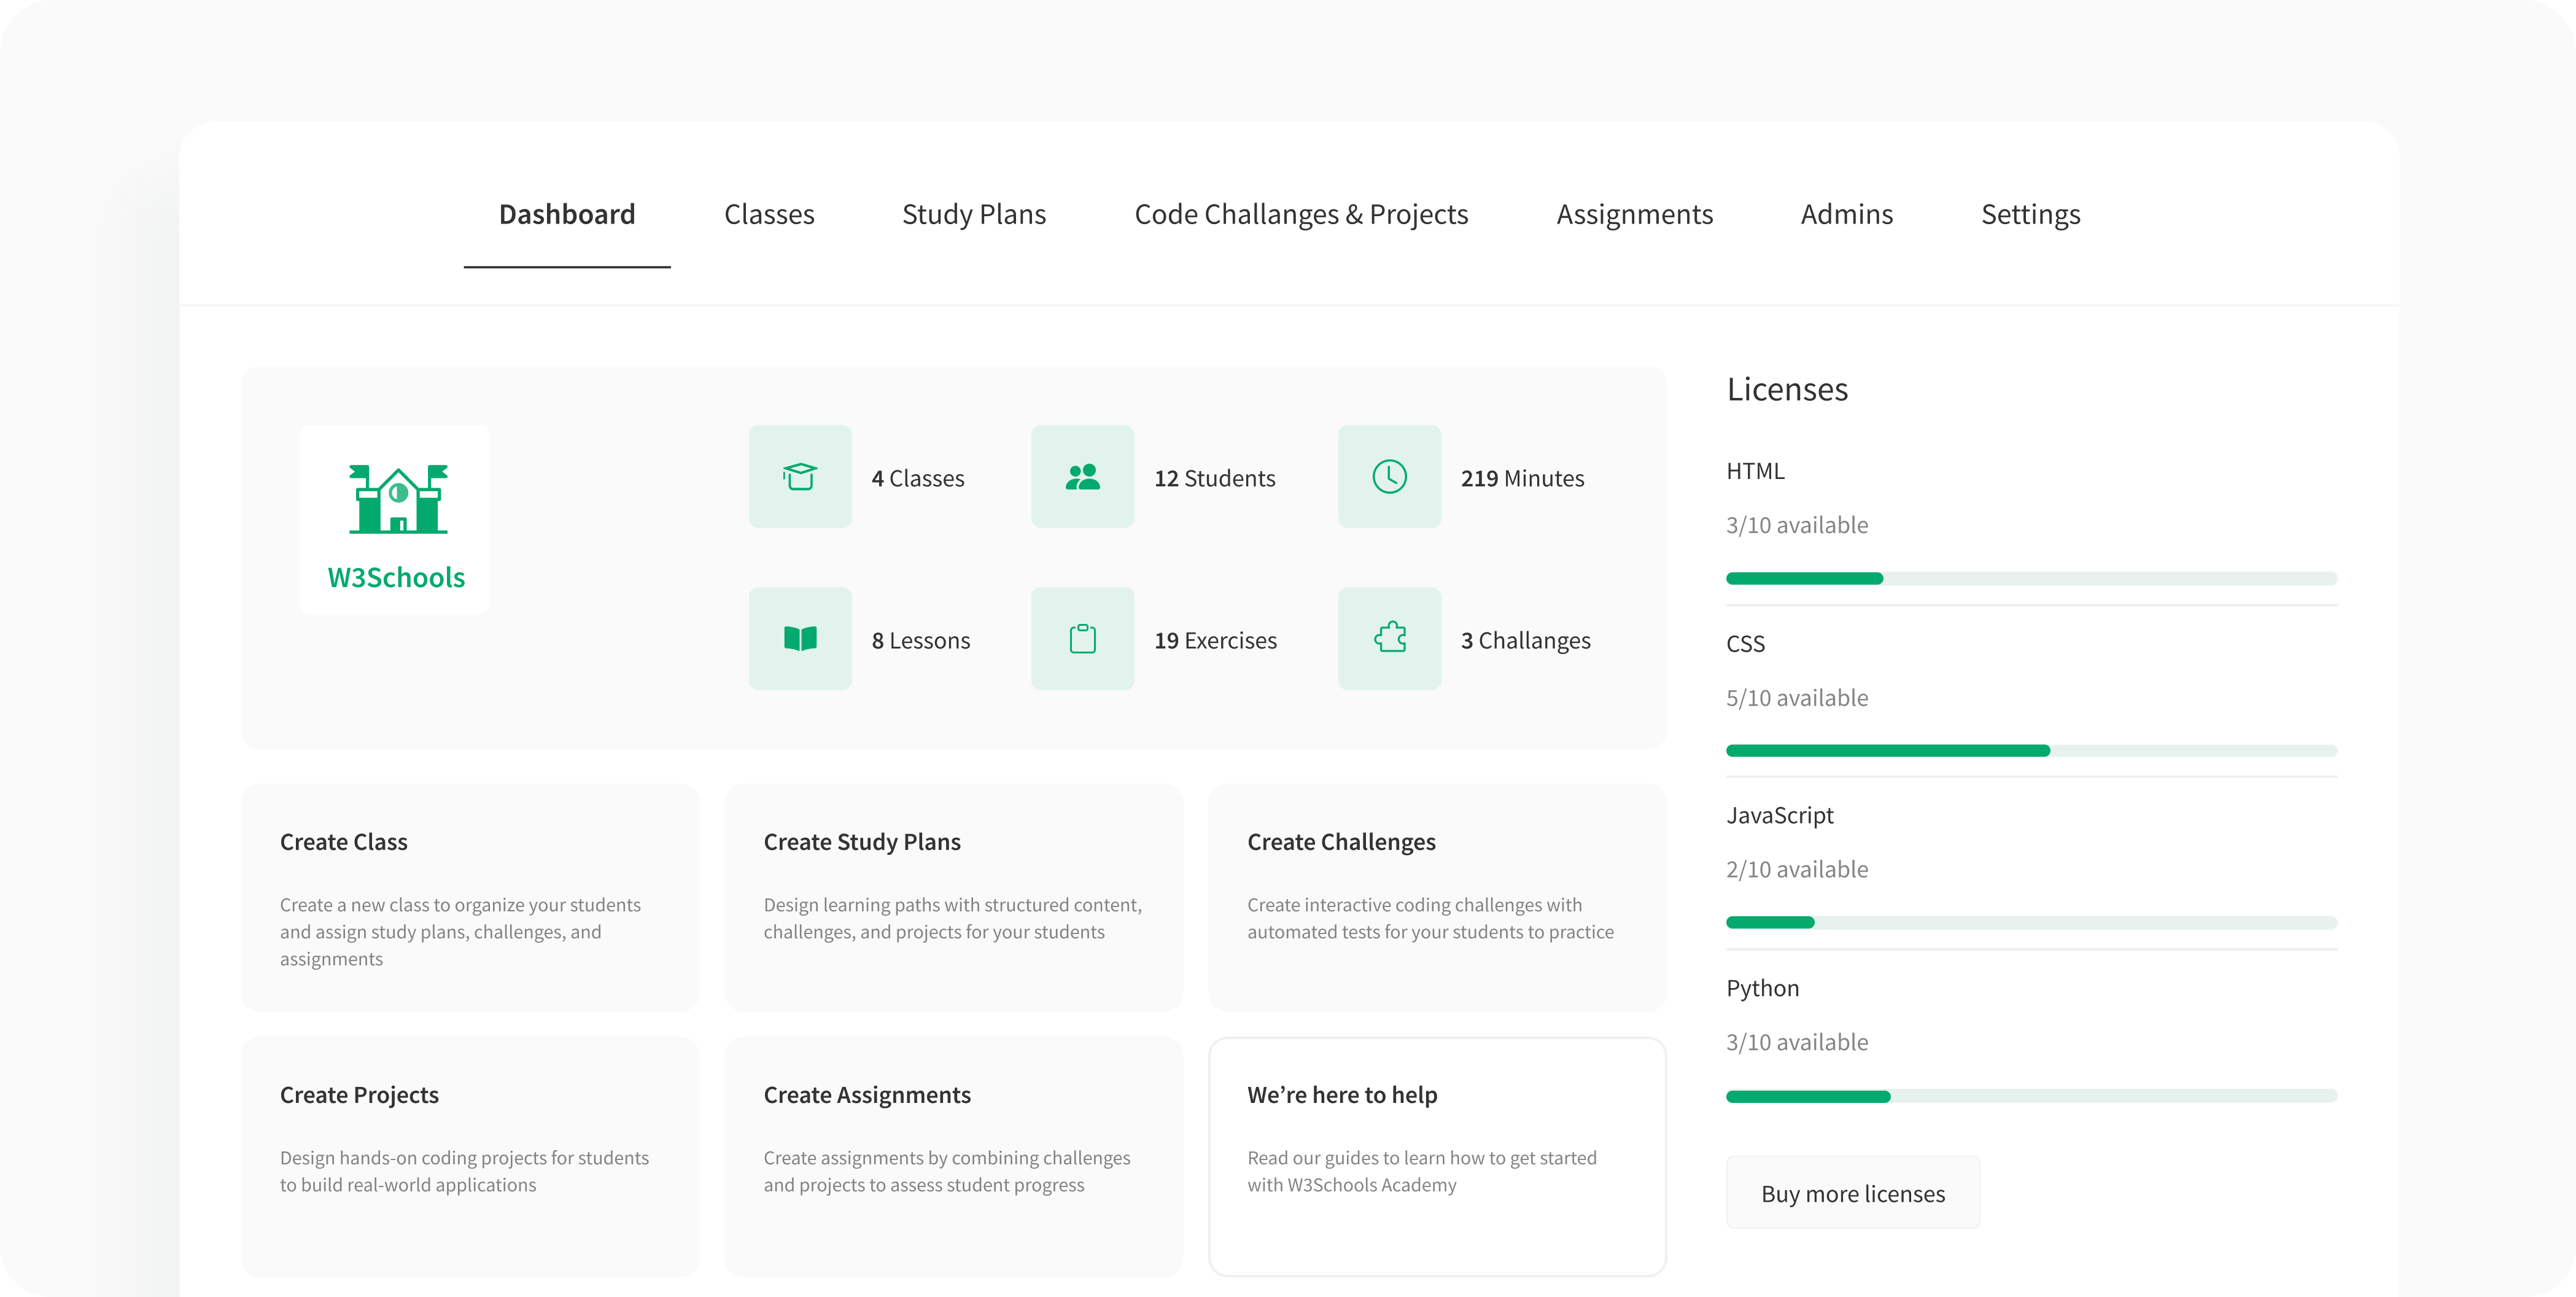 Dashboard
Classes
Study Plans
Code Challanges & Projects
Assignments
Admins
Settings
W3Schools
4 Classes
12 Students
219 Minutes
8 Lessons
19 Exercises
3 Challanges
Create Class
Create a new class to organize your students
and assign study plans, challenges, and
assignments
Create Study Plans
Design learning paths with structured content,
challenges, and projects for your students
Create Challenges
Create interactive coding challenges with
automated tests for your students to practice
Create Projects
Design hands-on coding projects for students
to build real-world applications
Create Assignments
Create assignments by combining challenges
and projects to assess student progress
We’re here to help
Read our guides to learn how to get started
with W3Schools Academy
Licenses
HTML
3/10 available
CSS
5/10 available
JavaScript
2/10 available
Python
3/10 available
Buy more licenses